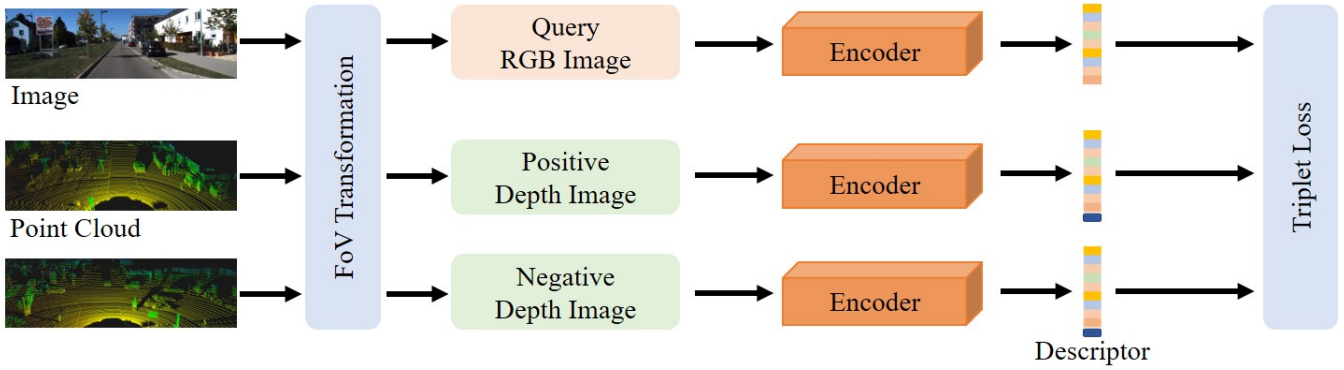 Image
Point Cloud
FoV Transformation
Query
RGB Image
Positive
Depth Image
Negative
Depth Image
Encoder
Encoder
Encoder
Descriptor
Triplet Loss